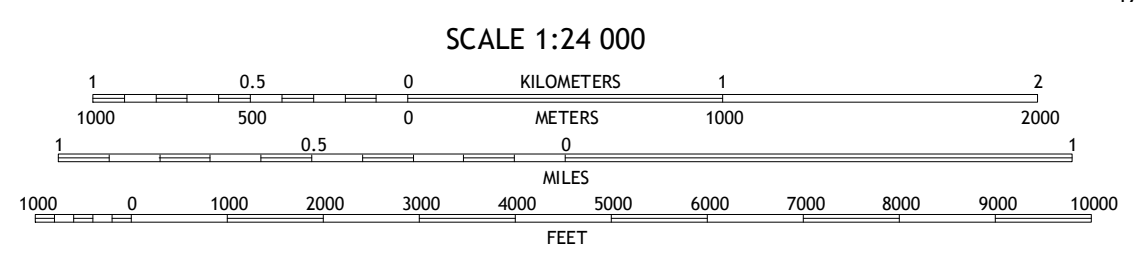 SCALE 1:24 000
1 0.5 0 KILOMETERS 1 2
1000 500 0 METERS 1000 2000
1 0.5 0 1
MILES
1000 0 1000 2000 3000 4000 5000 6000 7000 8000 9000 10000
FEET